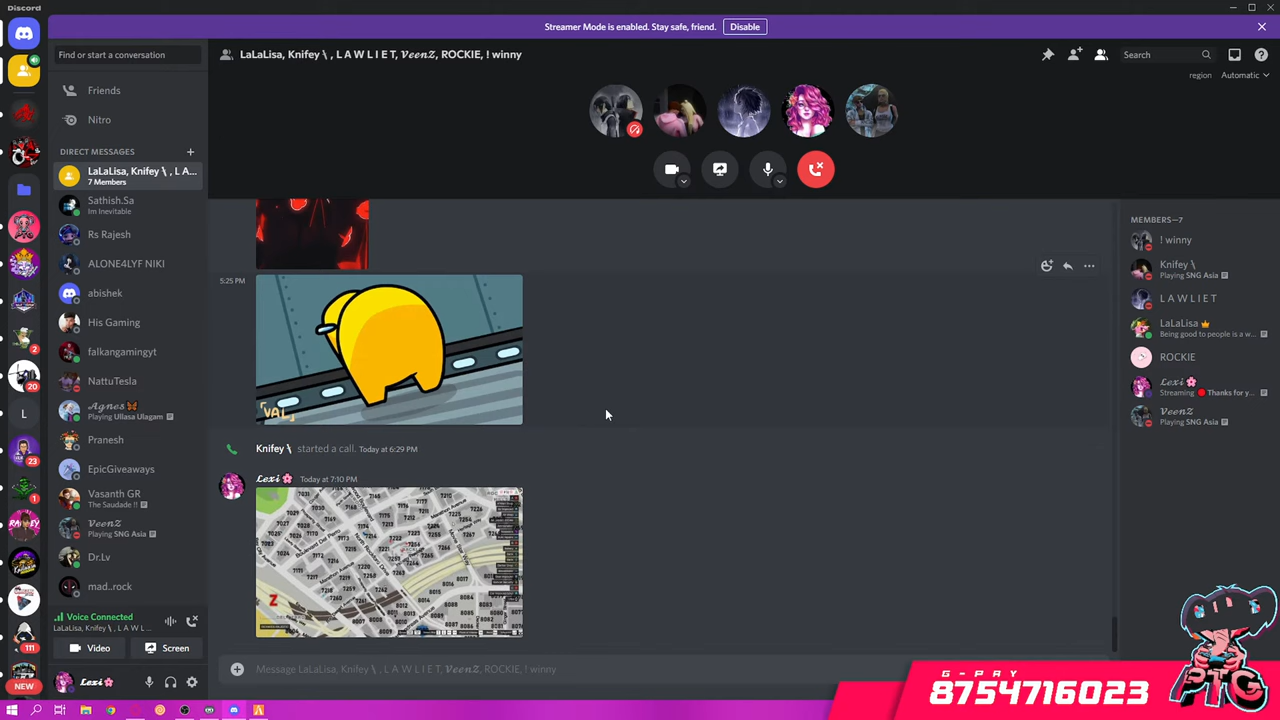 Discord
Streamer Mode is enabled. Stay safe, friend.
Disable
Find or start a conversation
LaLaLisa, Knifey \ , L A W L I E T, 𝓥𝓮𝓮𝓷𝓩, ROCKIE, ! winny
Search
region
Automatic
Friends
Nitro
DIRECT MESSAGES
LaLaLisa, Knifey \ , L A...
7 Members
Sathish.Sa
Im Inevitable
Rs Rajesh
ALONE4LYF NIKI
abishek
His Gaming
falkangamingyt
NattuTesla
𝓐𝓰𝓷𝓮𝓼🦋
Playing Ullasa Ulagam
Pranesh
EpicGiveaways
Vasanth GR
The Saudade !!
𝓥𝓮𝓮𝓷𝓩
Playing SNG Asia
Dr.Lv
mad..rock
2
20
L
23
1
111
NEW
5:25 PM
VAL
Knifey \ started a call. Today at 6:29 PM
𝓛𝓮𝔁𝓲🌸 Today at 7:10 PM
Z
MEMBERS—7
! winny
Knifey \
Playing SNG Asia
L A W L I E T
LaLaLisa
Being good to people is a w...
ROCKIE
𝓛𝓮𝔁𝓲🌸
Streaming 🔴 Thanks for y...
𝓥𝓮𝓮𝓷𝓩
Playing SNG Asia
Voice Connected
LaLaLisa, Knifey \ , L A W L I E T, ...
Video
Screen
𝓛𝓮𝔁𝓲🌸
Message LaLaLisa, Knifey \ , L A W L I E T, 𝓥𝓮𝓮𝓷𝓩, ROCKIE, ! winny
G-PAY
8754716023
PTG